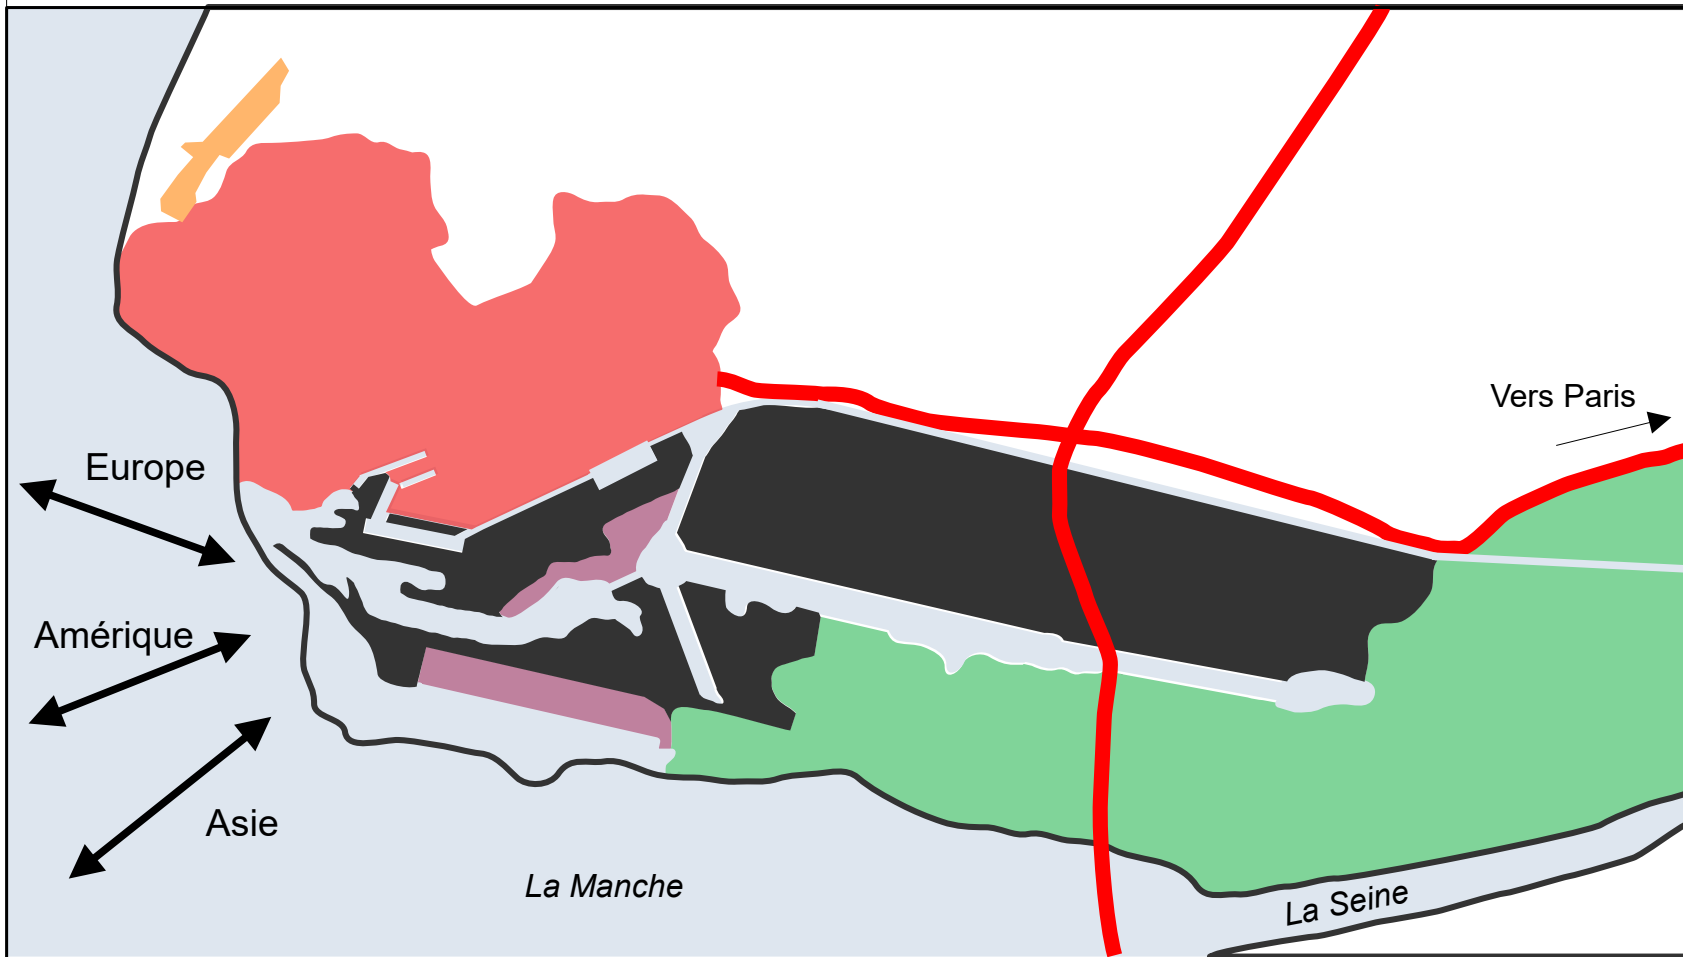 Vers Paris
Europe
Amérique
Asie
La Manche
La Seine